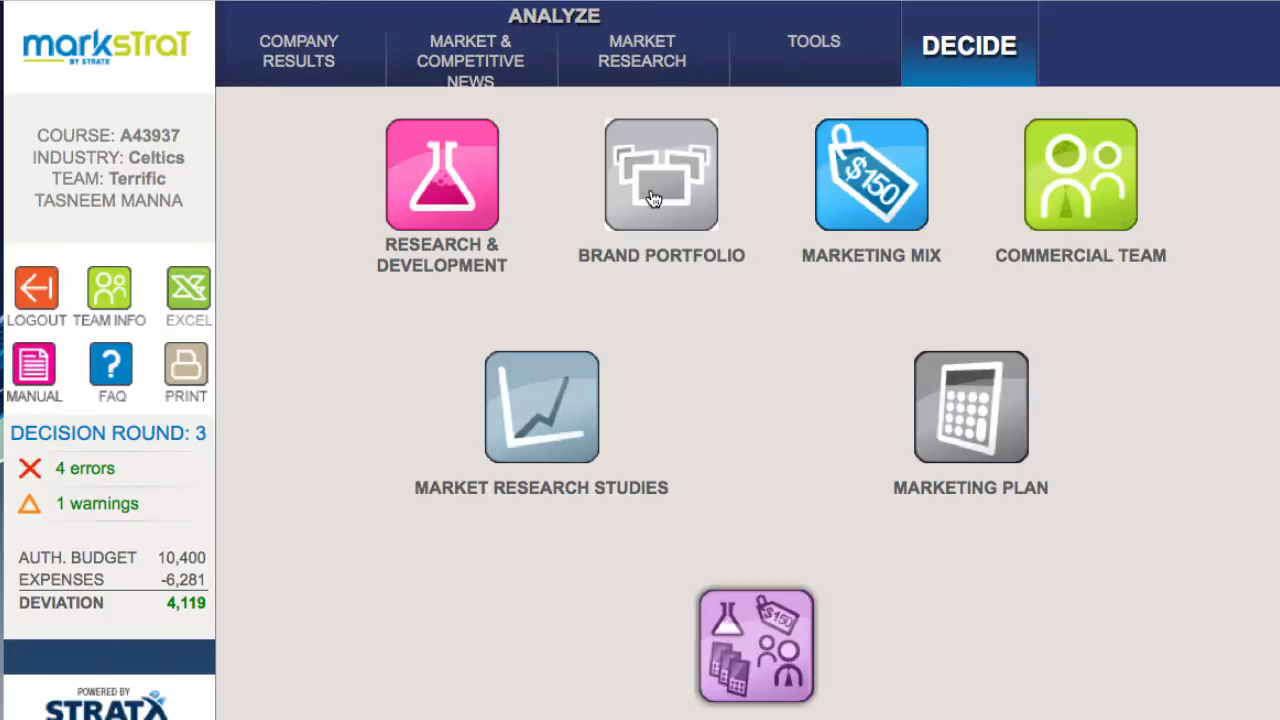 markstrat
BY STRATX
ANALYZE
COMPANY
RESULTS
MARKET &
COMPETITIVE
NEWS
MARKET
RESEARCH
TOOLS
DECIDE
COURSE: A43937
INDUSTRY: Celtics
TEAM: Terrific
TASNEEM MANNA
LOGOUT
TEAM INFO
EXCEL
?
MANUAL
FAQ
PRINT
DECISION ROUND: 3
4 errors
1 warnings
AUTH. BUDGET 10,400
EXPENSES -6,281
DEVIATION 4,119
POWERED BY
STRATX
RESEARCH &
DEVELOPMENT
BRAND PORTFOLIO
$150
MARKETING MIX
COMMERCIAL TEAM
MARKET RESEARCH STUDIES
MARKETING PLAN
$150